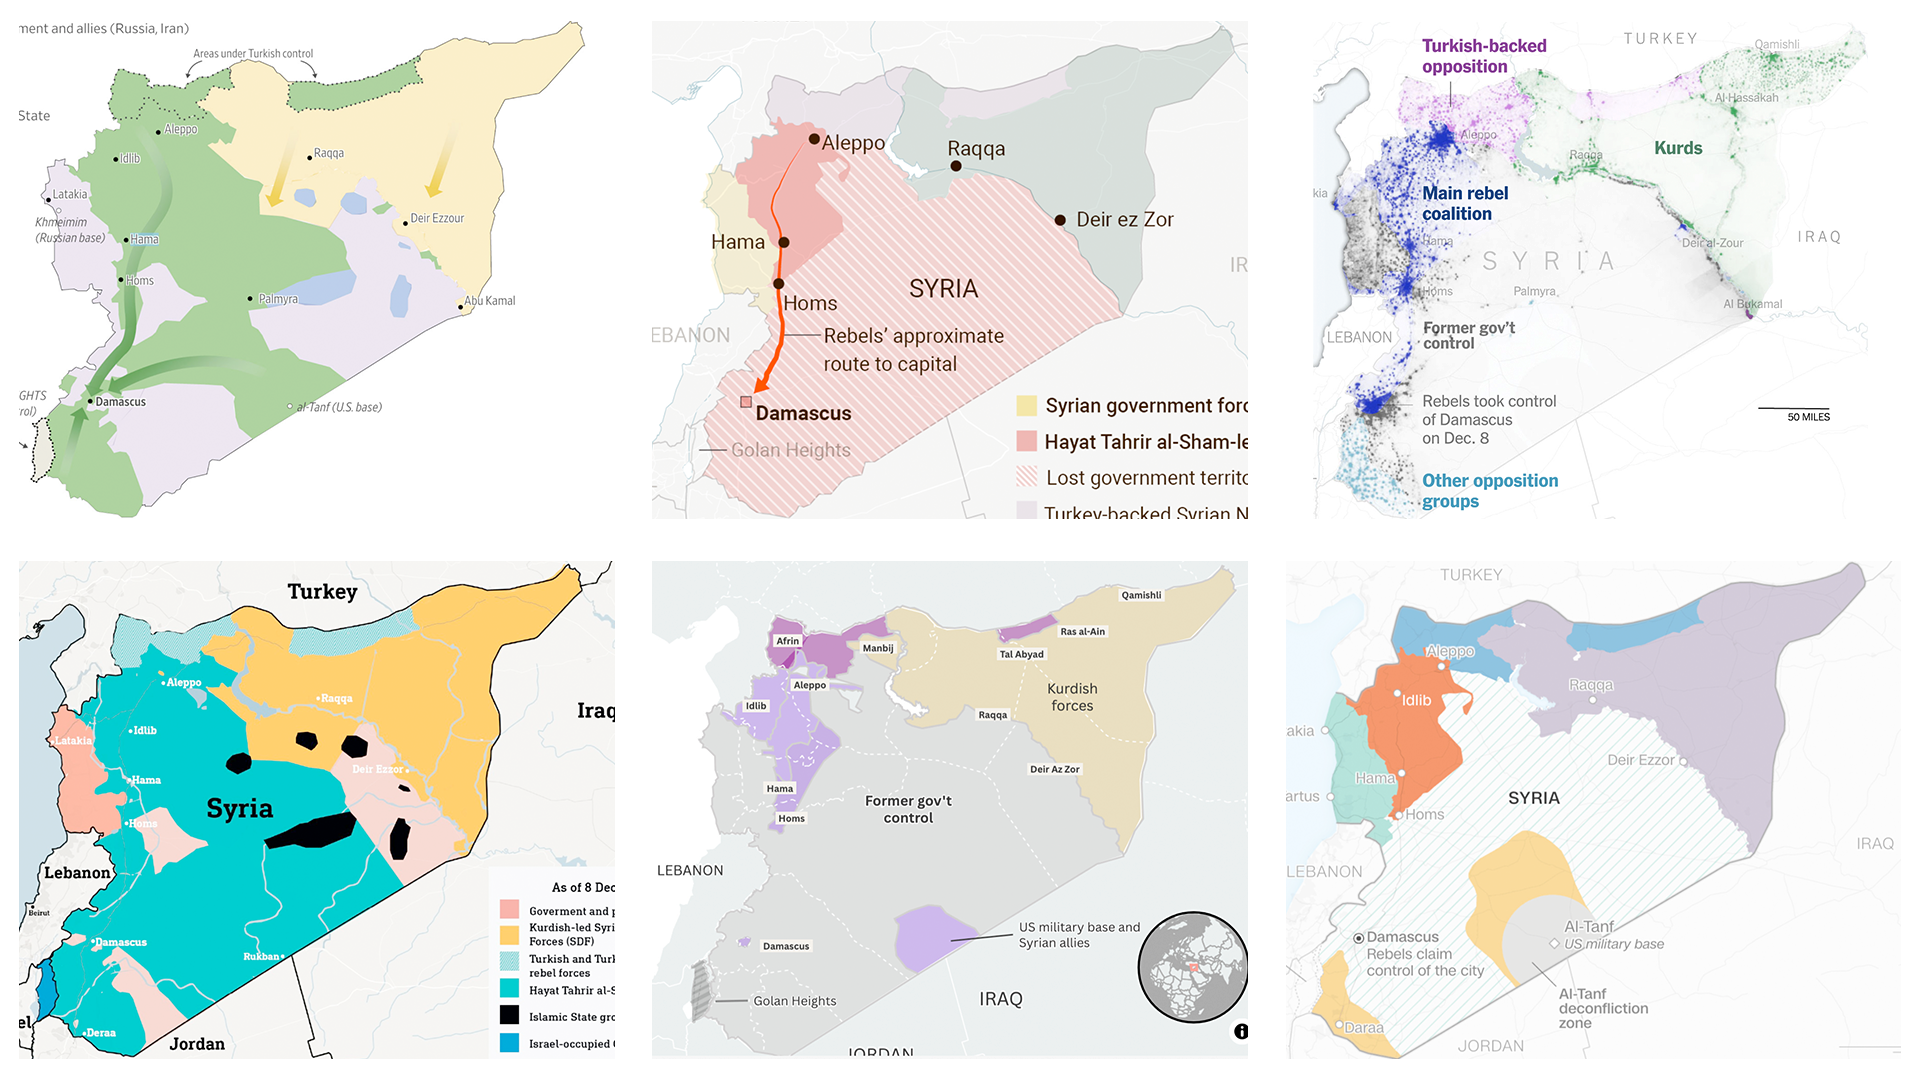 ment and allies (Russia, Iran)
Areas under Turkish control
State
Aleppo
Idlib
Raqqa
Latakia
Khmeimim
(Russian base)
Deir Ezzour
Hama
Homs
Palmyra
Abu Kamal
GHTS
rol)
Damascus
al-Tanf (U.S. base)
Aleppo
Raqqa
Deir ez Zor
Hama
SYRIA
IR
Homs
EBANON
Rebels' approximate
route to capital
Damascus
Golan Heights
Syrian government forc
Hayat Tahrir al-Sham-le
Lost government territo
Turkey-backed Syrian N
Turkish-backed
opposition
TURKEY
Qamishli
Al-Hassakah
Aleppo
Raqqa
Kurds
kia
Main rebel
coalition
Hama
Deir al-Zour
IRAQ
SYRIA
Homs
Palmyra
Al Bukamal
LEBANON
Former gov't
control
Rebels took control
of Damascus
on Dec. 8
50 MILES
Other opposition
groups
Turkey
Aleppo
Raqqa
Iraq
Latakia
Idlib
Hama
Deir Ezzor
Syria
Homs
Lebanon
Beirut
Damascus
Rukban
el
Deraa
Jordan
As of 8 Dec
Goverment and p
Kurdish-led Syri
Forces (SDF)
Turkish and Turk
rebel forces
Hayat Tahrir al-S
Islamic State gro
Israel-occupied G
Qamishli
Afrin
Manbij
Ras al-Ain
Tal Abyad
Aleppo
Idlib
Kurdish
forces
Raqqa
Deir Az Zor
Hama
Homs
Former gov't
control
LEBANON
US military base and
Syrian allies
Damascus
Golan Heights
IRAQ
JORDAN
TURKEY
Aleppo
Idlib
Raqqa
akia
Deir Ezzor
Hama
artus
SYRIA
Homs
IRAQ
LEBANON
Al-Tanf
US military base
Damascus
Rebels claim
control of the city
Al-Tanf
deconfliction
zone
Daraa
JORDAN